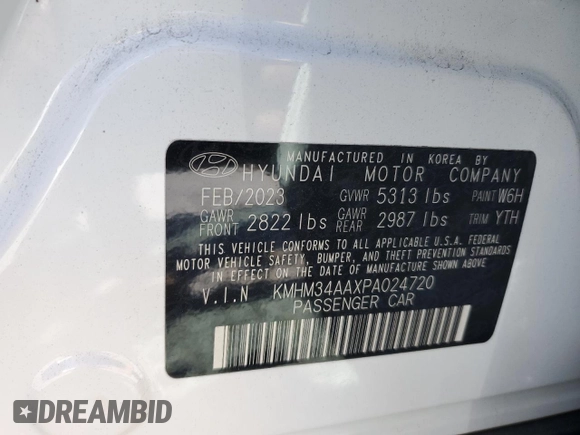 MANUFACTURED IN KOREA BY
HYUNDAI MOTOR COMPANY
FEB/2023 GVWR 5313 lbs PAINT W6H
GAWR FRONT 2822 lbs GAWR REAR 2987 lbs TRIM YTH
THIS VEHICLE CONFORMS TO ALL APPLICABLE U.S.A. FEDERAL
MOTOR VEHICLE SAFETY, BUMPER, AND THEFT PREVENTION STANDARDS
IN EFFECT ON THE DATE OF MANUFACTURE SHOWN ABOVE.
V.I.N KMHM34AAXPA024720
PASSENGER CAR
DREAMBID